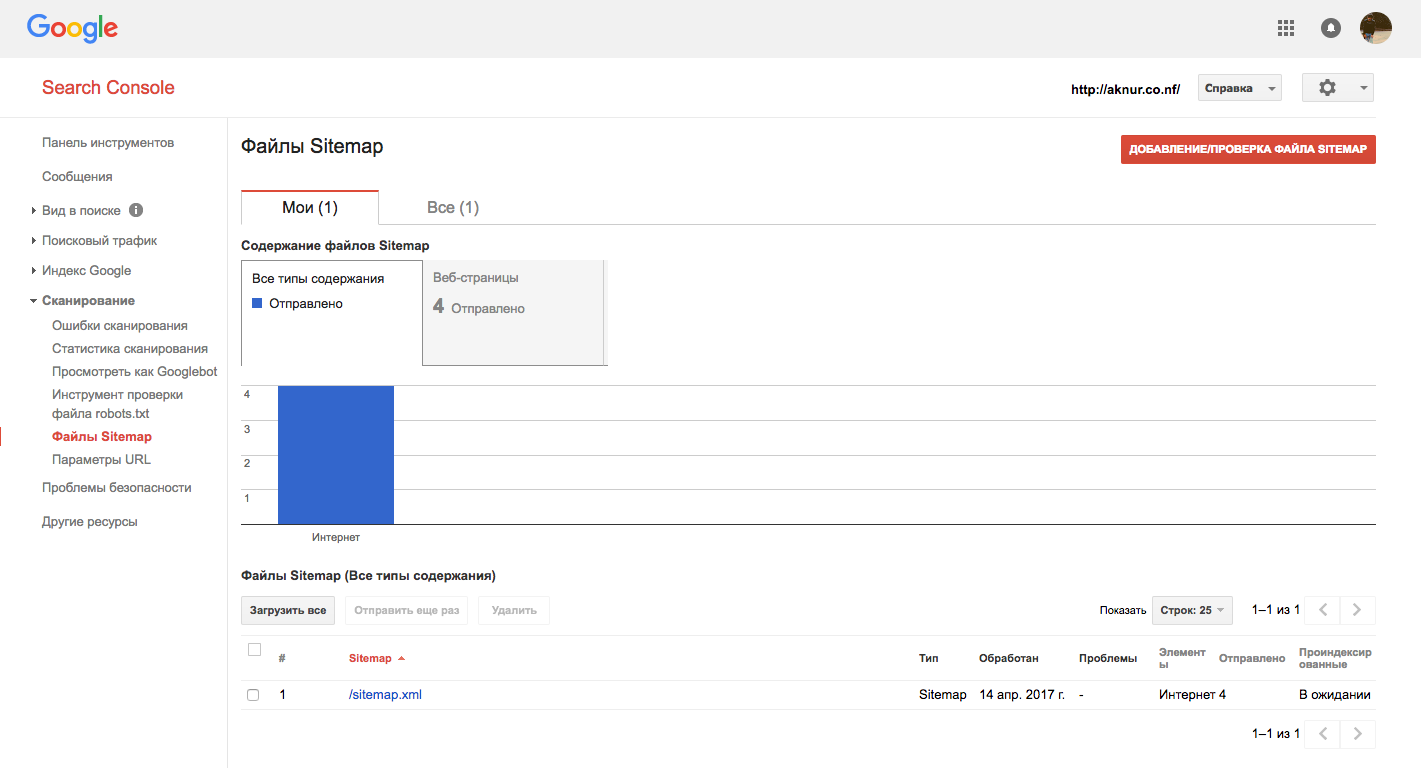 Google
Search Console
http://aknur.co.nf/
Справка
Панель инструментов
Сообщения
Вид в поиске
Поисковый трафик
Индекс Google
Сканирование
Ошибки сканирования
Статистика сканирования
Просмотреть как Googlebot
Инструмент проверки
файла robots.txt
Файлы Sitemap
Параметры URL
Проблемы безопасности
Другие ресурсы
Файлы Sitemap
ДОБАВЛЕНИЕ/ПРОВЕРКА ФАЙЛА SITEMAP
Мои (1)
Все (1)
Содержание файлов Sitemap
Все типы содержания
Отправлено
Веб-страницы
4 Отправлено
4
3
2
1
Интернет
Файлы Sitemap (Все типы содержания)
Загрузить все
Отправить еще раз
Удалить
Показать
Строк: 25
1–1 из 1
#
Sitemap
Тип
Обработан
Проблемы
Элемент
ы
Отправлено
Проиндексир
ованные
1 /sitemap.xml Sitemap 14 апр. 2017 г. - Интернет 4 В ожидании
1–1 из 1